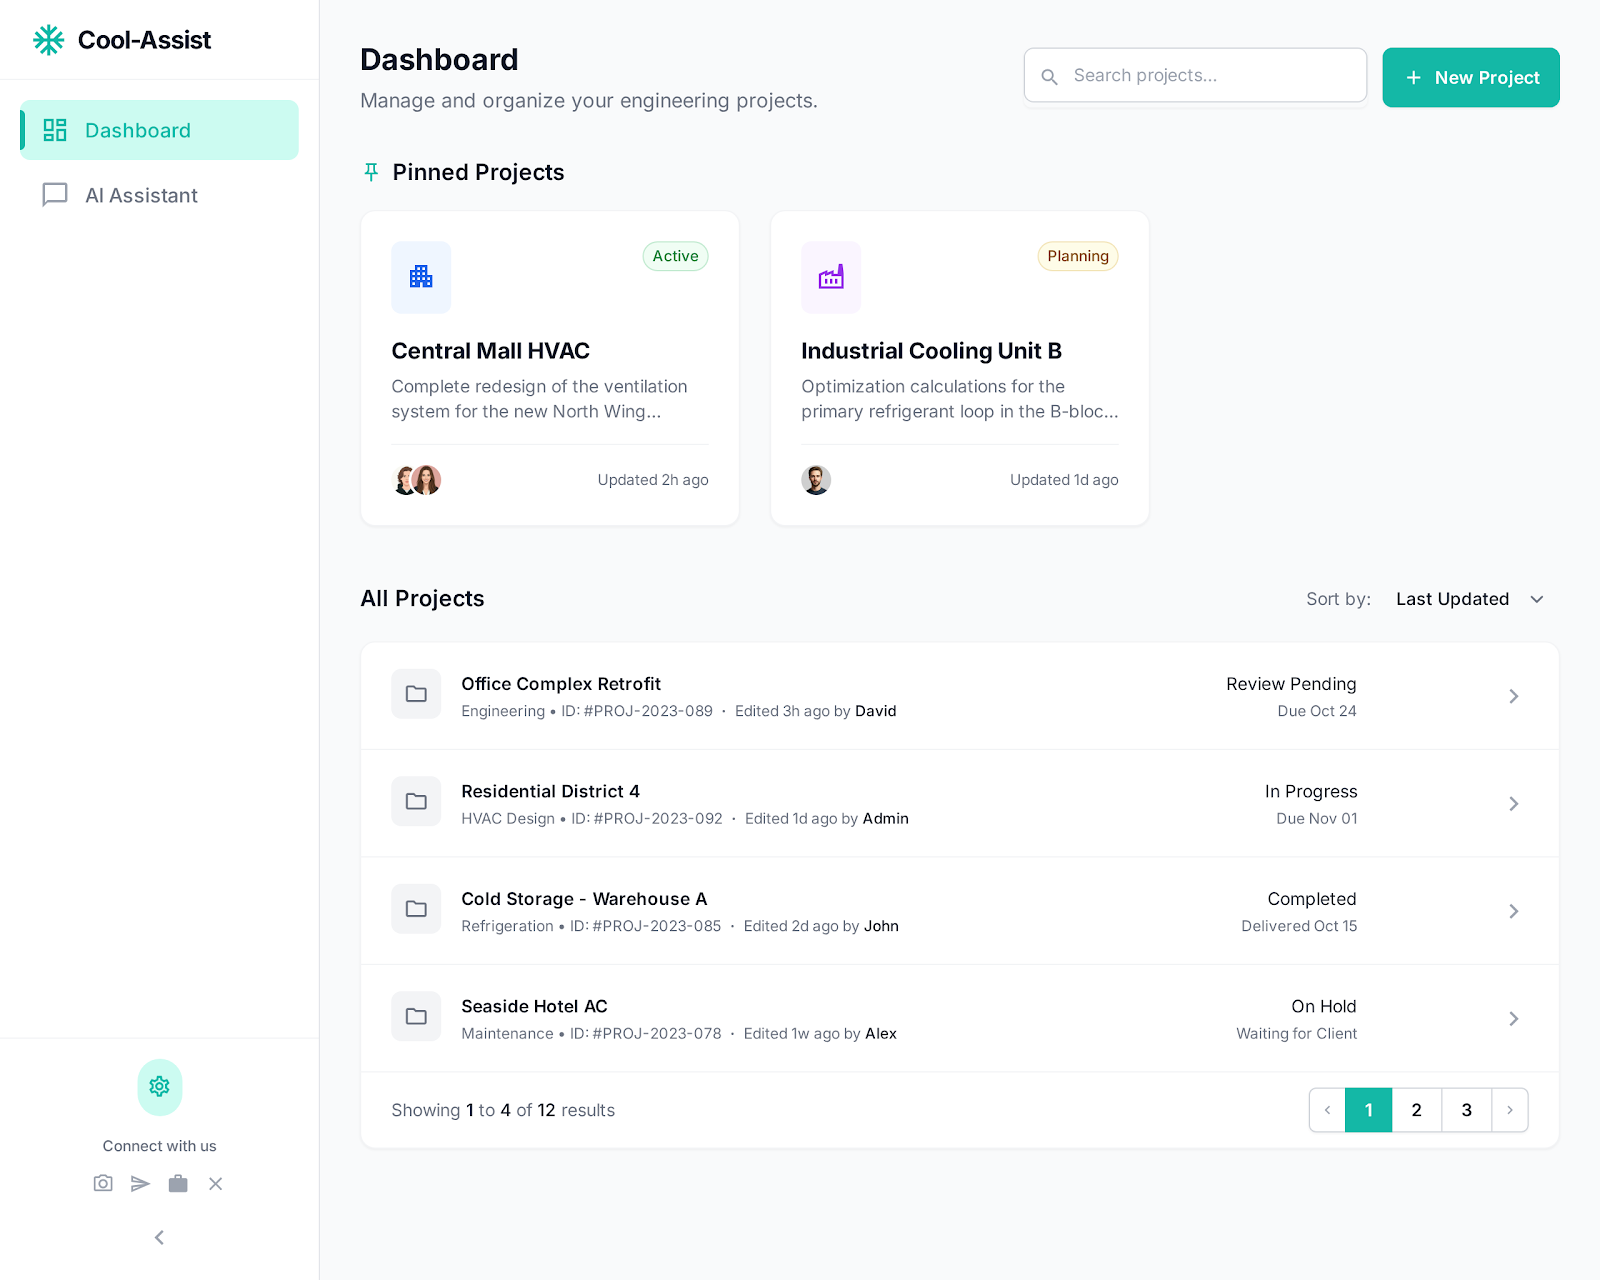 Cool-Assist
Dashboard
AI Assistant
Connect with us
Dashboard
Manage and organize your engineering projects.
Search projects...
New Project
Pinned Projects
Active
Central Mall HVAC
Complete redesign of the ventilation
system for the new North Wing...
Updated 2h ago
Planning
Industrial Cooling Unit B
Optimization calculations for the
primary refrigerant loop in the B-bloc...
Updated 1d ago
All Projects
Sort by: Last Updated
Office Complex Retrofit
Engineering • ID: #PROJ-2023-089 · Edited 3h ago by David
Review Pending
Due Oct 24
Residential District 4
HVAC Design • ID: #PROJ-2023-092 · Edited 1d ago by Admin
In Progress
Due Nov 01
Cold Storage - Warehouse A
Refrigeration • ID: #PROJ-2023-085 · Edited 2d ago by John
Completed
Delivered Oct 15
Seaside Hotel AC
Maintenance • ID: #PROJ-2023-078 · Edited 1w ago by Alex
On Hold
Waiting for Client
Showing 1 to 4 of 12 results
1 2 3